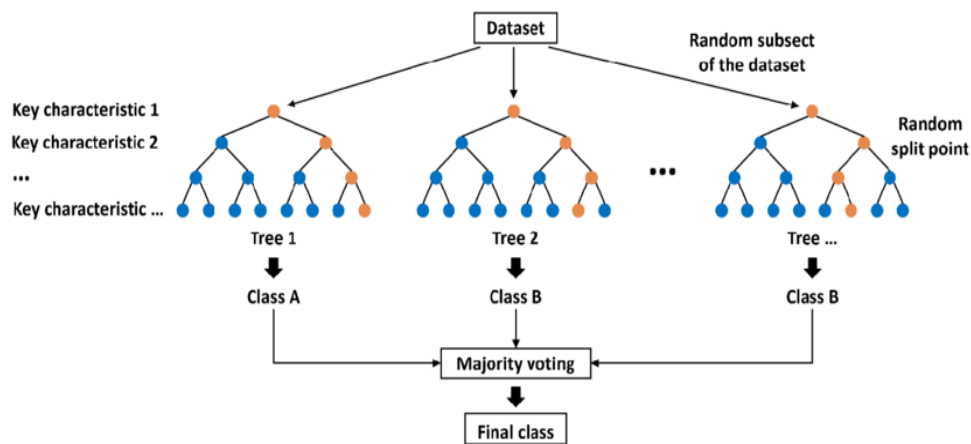 Dataset
Random subsect
of the dataset
Key characteristic 1
Key characteristic 2
Random
split point
...
...
Key characteristic ...
Tree 1
Tree 2
Tree ...
Class A
Class B
Class B
Majority voting
Final class